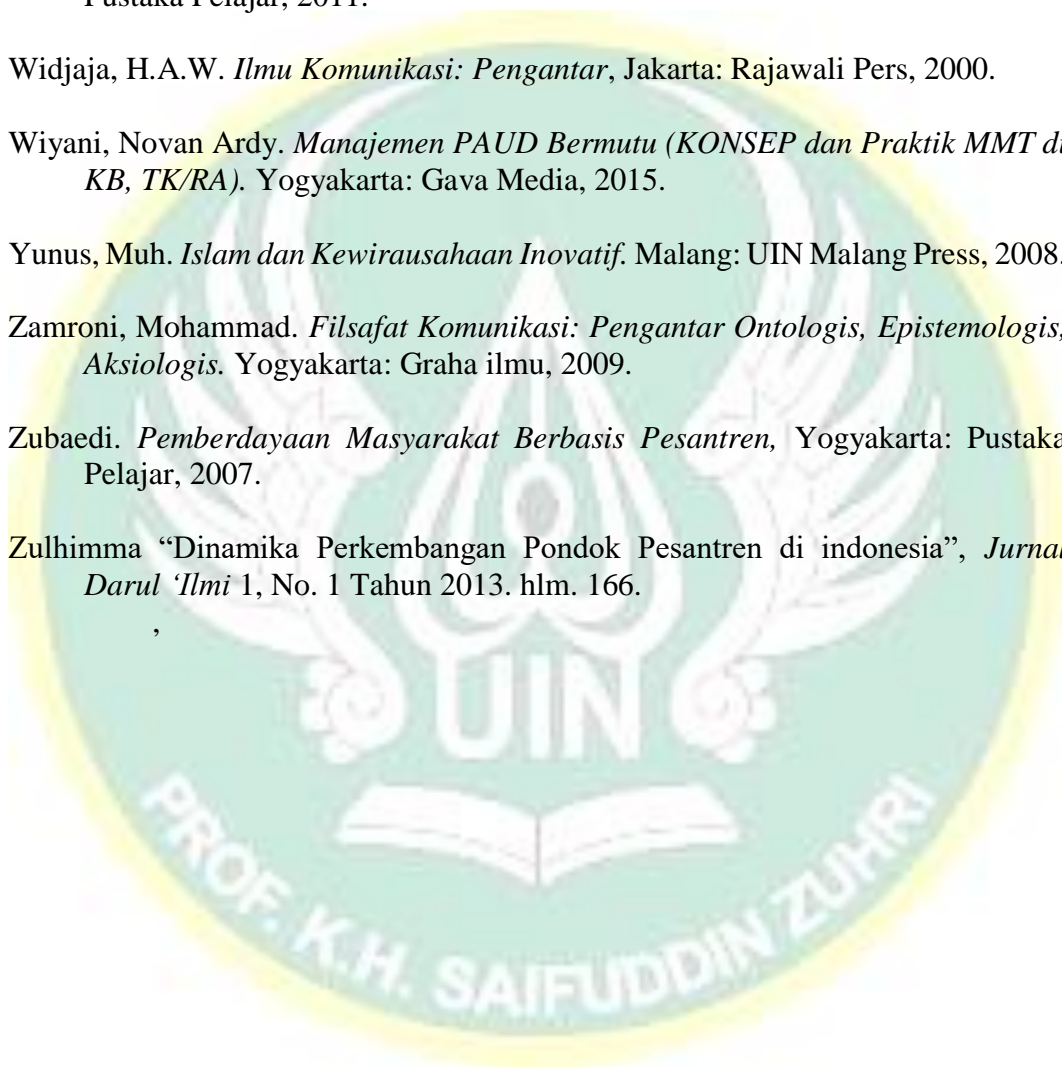 Pustaka Pelajar, 2011.
Widjaja, H.A.W. Ilmu Komunikasi: Pengantar, Jakarta: Rajawali Pers, 2000.
Wiyani, Novan Ardy. Manajemen PAUD Bermutu (KONSEP dan Praktik MMT di
KB, TK/RA). Yogyakarta: Gava Media, 2015.
Yunus, Muh. Islam dan Kewirausahaan Inovatif. Malang: UIN Malang Press, 2008.
Zamroni, Mohammad. Filsafat Komunikasi: Pengantar Ontologis, Epistemologis,
Aksiologis. Yogyakarta: Graha ilmu, 2009.
Zubaedi. Pemberdayaan Masyarakat Berbasis Pesantren, Yogyakarta: Pustaka
Pelajar, 2007.
Zulhimma “Dinamika Perkembangan Pondok Pesantren di indonesia”, Jurnal
Darul ‘Ilmi 1, No. 1 Tahun 2013. hlm. 166.
,
UIN
PROF. K.H. SAIFUDDIN ZUHRI